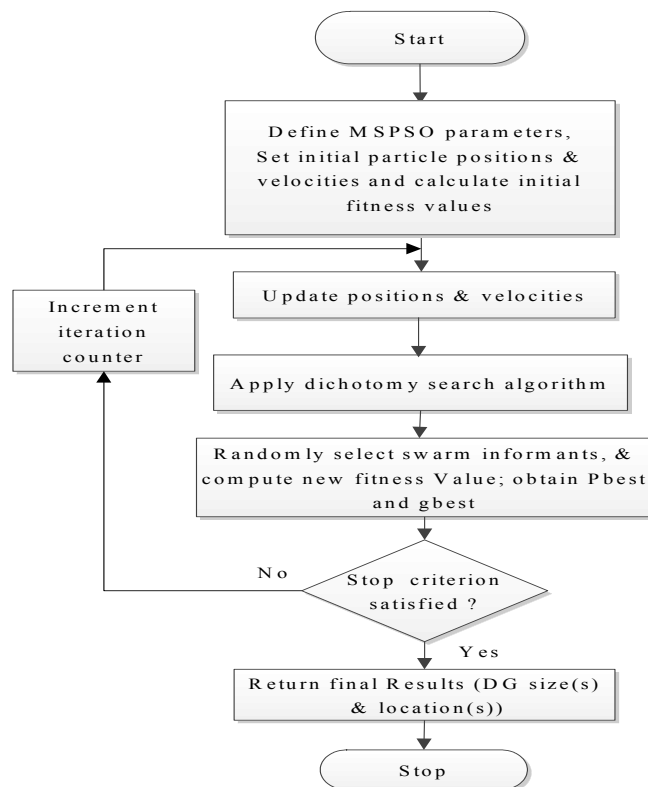 Start
Define MSPSO parameters,
Set initial particle positions &
velocities and calculate initial
fitness values
Increment
iteration
counter
Update positions & velocities
Apply dichotomy search algorithm
Randomly select swarm informants, &
compute new fitness Value; obtain Pbest
and gbest
No
Stop criterion
satisfied ?
Yes
Return final Results (DG size(s)
& location(s))
Stop